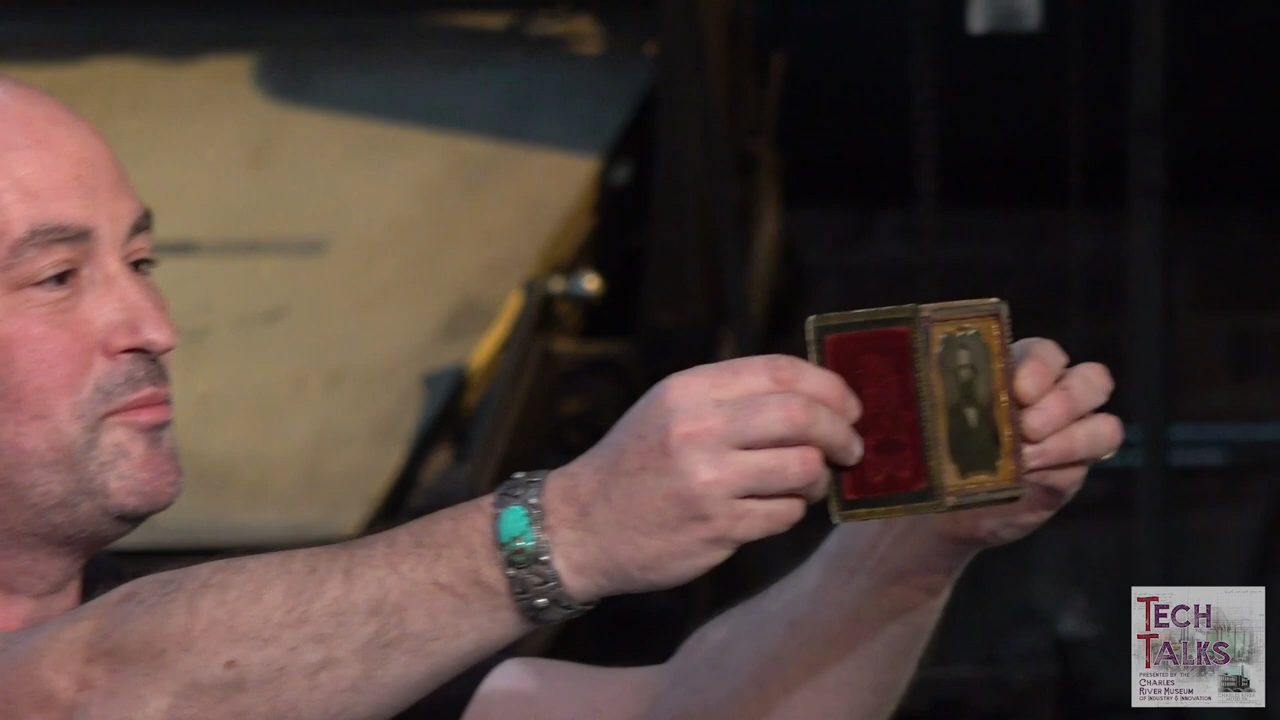 TECH
TALKS
PRESENTED BY THE
CHARLES
RIVER MUSEUM
OF INDUSTRY & INNOVATION